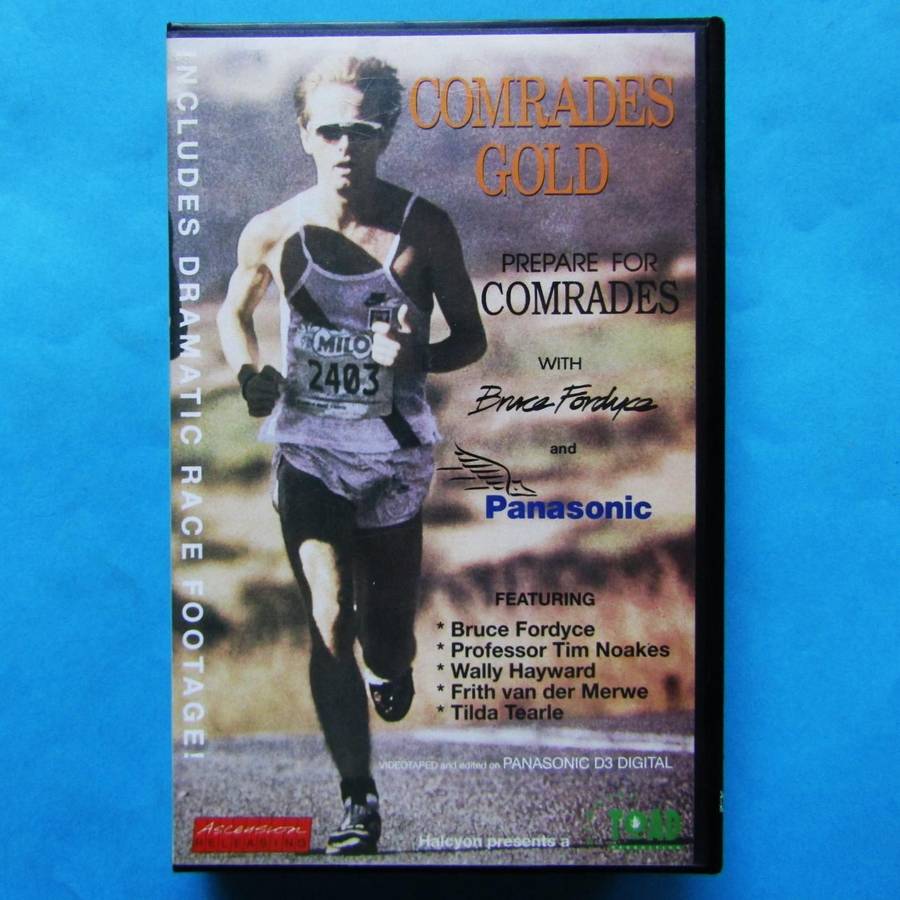 INCLUDES DRAMATIC RACE FOOTAGE!
COMRADES
GOLD
PREPARE FOR
COMRADES
WITH
Bruce Fordyce
and
Panasonic
MILO
2403
FEATURING
* Bruce Fordyce
* Professor Tim Noakes
* Wally Hayward
* Frith van der Merwe
* Tilda Tearle
VIDEOTAPED and edited on PANASONIC D3 DIGITAL
Ascension
RELEASING
Halcyon presents a
TOAD